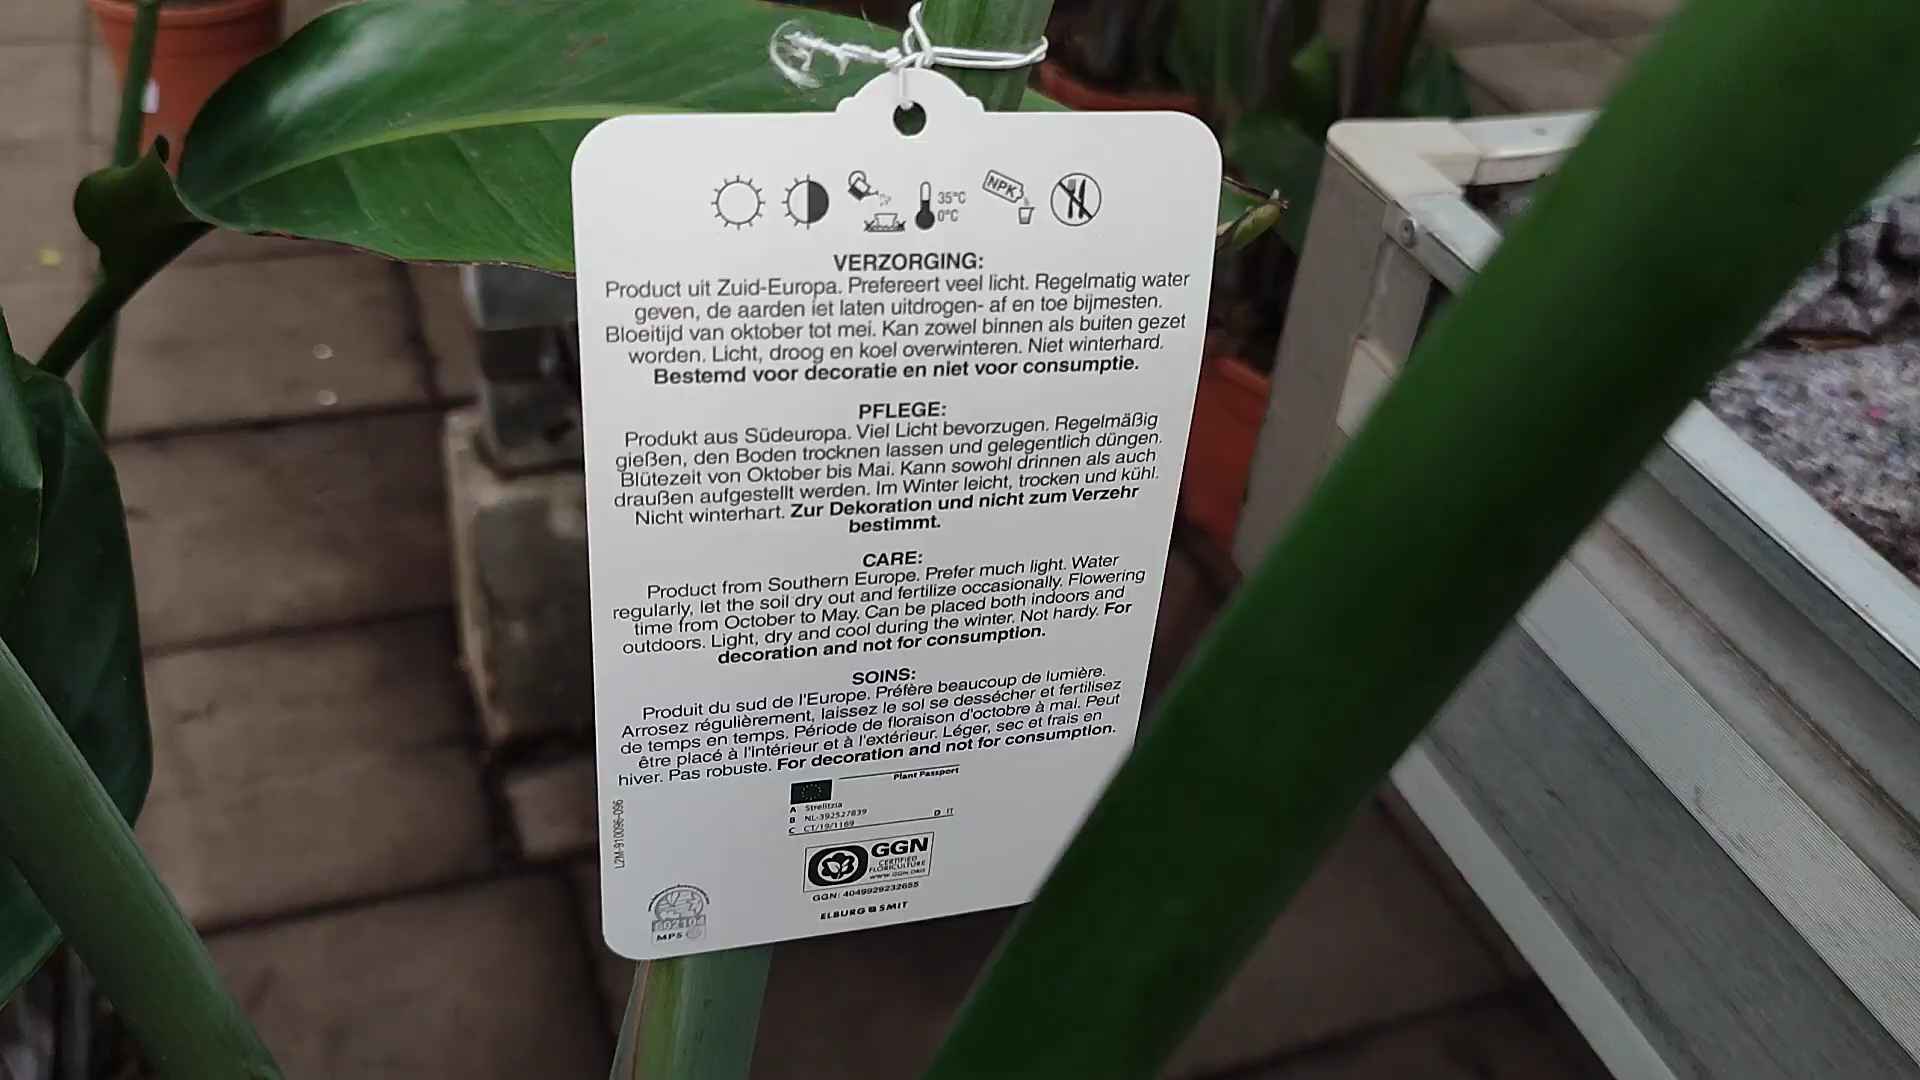 35°C
0°C
NPK
VERZORGING:
Product uit Zuid-Europa. Prefereert veel licht. Regelmatig water
geven, de aarden iet laten uitdrogen- af en toe bijmesten.
Bloeitijd van oktober tot mei. Kan zowel binnen als buiten gezet
worden. Licht, droog en koel overwinteren. Niet winterhard.
Bestemd voor decoratie en niet voor consumptie.
PFLEGE:
Produkt aus Südeuropa. Viel Licht bevorzugen. Regelmäßig
gießen, den Boden trocknen lassen und gelegentlich düngen.
Blütezeit von Oktober bis Mai. Kann sowohl drinnen als auch
draußen aufgestellt werden. Im Winter leicht, trocken und kühl.
Nicht winterhart. Zur Dekoration und nicht zum Verzehr
bestimmt.
CARE:
Product from Southern Europe. Prefer much light. Water
regularly, let the soil dry out and fertilize occasionally. Flowering
time from October to May. Can be placed both indoors and
outdoors. Light, dry and cool during the winter. Not hardy. For
decoration and not for consumption.
SOINS:
Produit du sud de l'Europe. Préfère beaucoup de lumière.
Arrosez régulièrement, laissez le sol se dessécher et fertilisez
de temps en temps. Période de floraison d'octobre à mai. Peut
être placé à l'intérieur et à l'extérieur. Léger, sec et frais en
hiver. Pas robuste. For decoration and not for consumption.
Plant Passport
A Strelitzia
B NL-392527839 D IT
C CT/19/1169
L2M-910096-096
GGN
CERTIFIED
FLORICULTURE
WWW.GGN.ORG
GGN: 4049929232655
ELBURG SMIT
602104
MPS